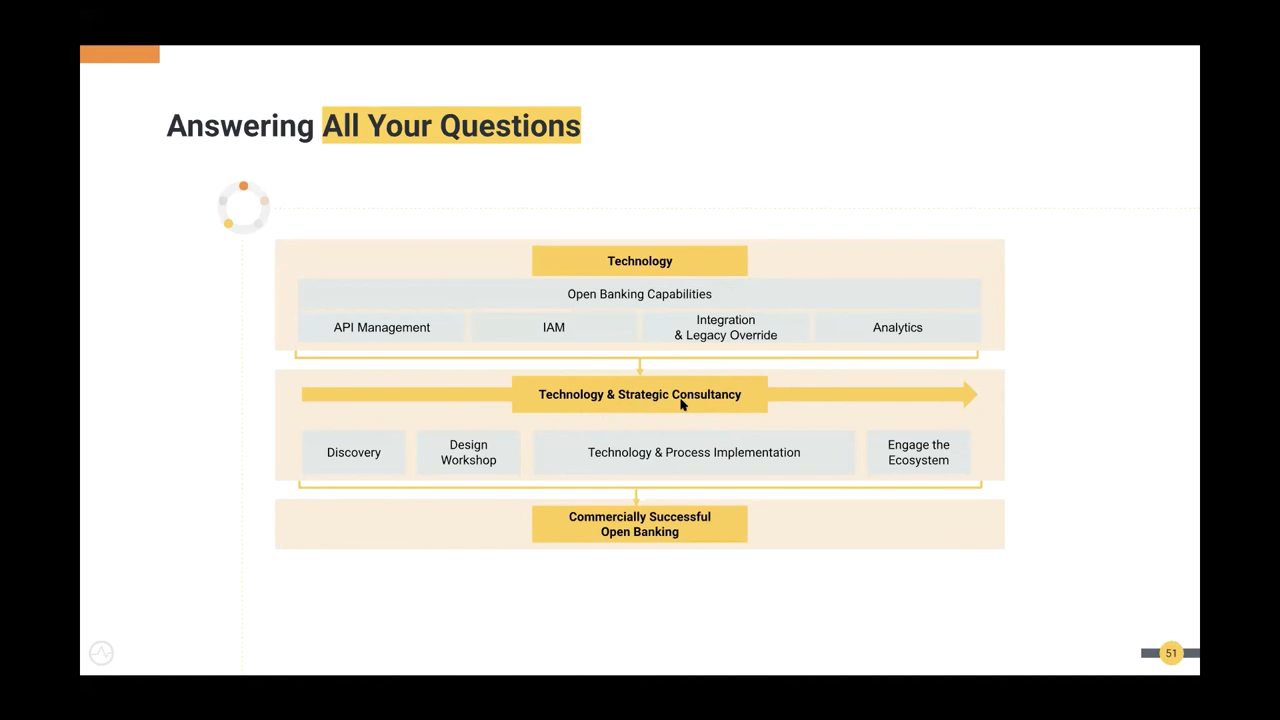 Answering All Your Questions
Technology
Open Banking Capabilities
API Management
IAM
Integration
& Legacy Override
Analytics
Technology & Strategic Consultancy
Discovery
Design
Workshop
Technology & Process Implementation
Engage the
Ecosystem
Commercially Successful
Open Banking
51